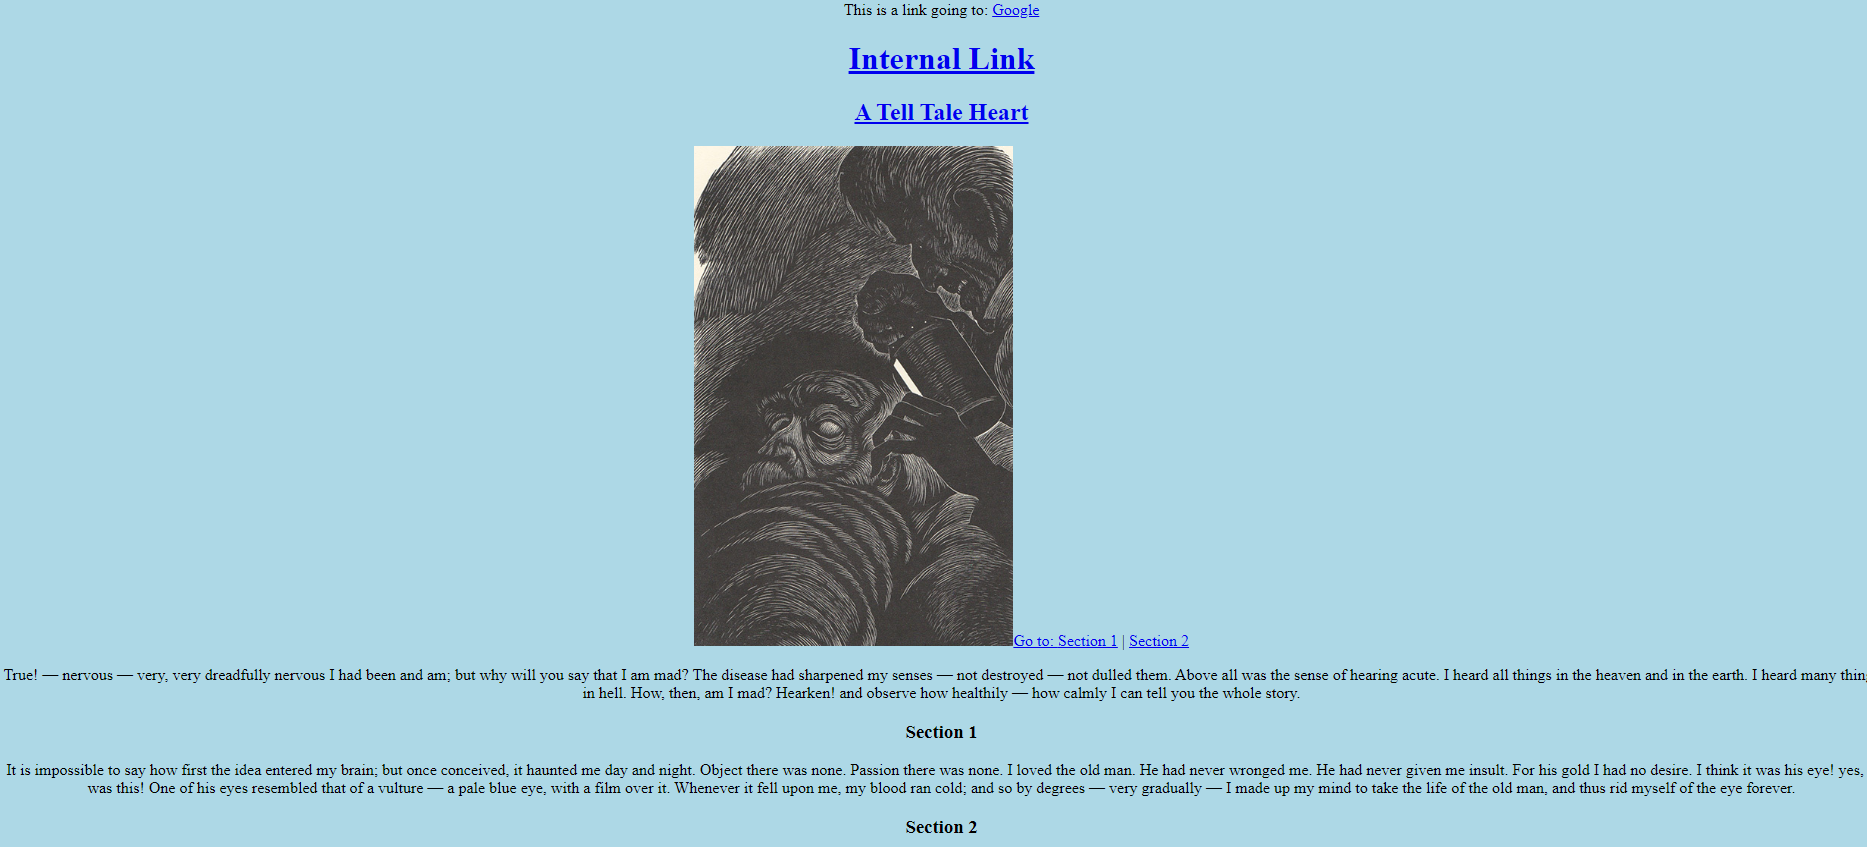 This is a link going to: Google
Internal Link
A Tell Tale Heart
Go to: Section 1 | Section 2
True! — nervous — very, very dreadfully nervous I had been and am; but why will you say that I am mad? The disease had sharpened my senses — not destroyed — not dulled them. Above all was the sense of hearing acute. I heard all things in the heaven and in the earth. I heard many
in hell. How, then, am I mad? Hearken! and observe how healthily — how calmly I can tell you the whole story.
Section 1
It is impossible to say how first the idea entered my brain; but once conceived, it haunted me day and night. Object there was none. Passion there was none. I loved the old man. He had never wronged me. He had never given me insult. For his gold I had no desire. I think it was his eye! yes,
was this! One of his eyes resembled that of a vulture — a pale blue eye, with a film over it. Whenever it fell upon me, my blood ran cold; and so by degrees — very gradually — I made up my mind to take the life of the old man, and thus rid myself of the eye forever.
Section 2